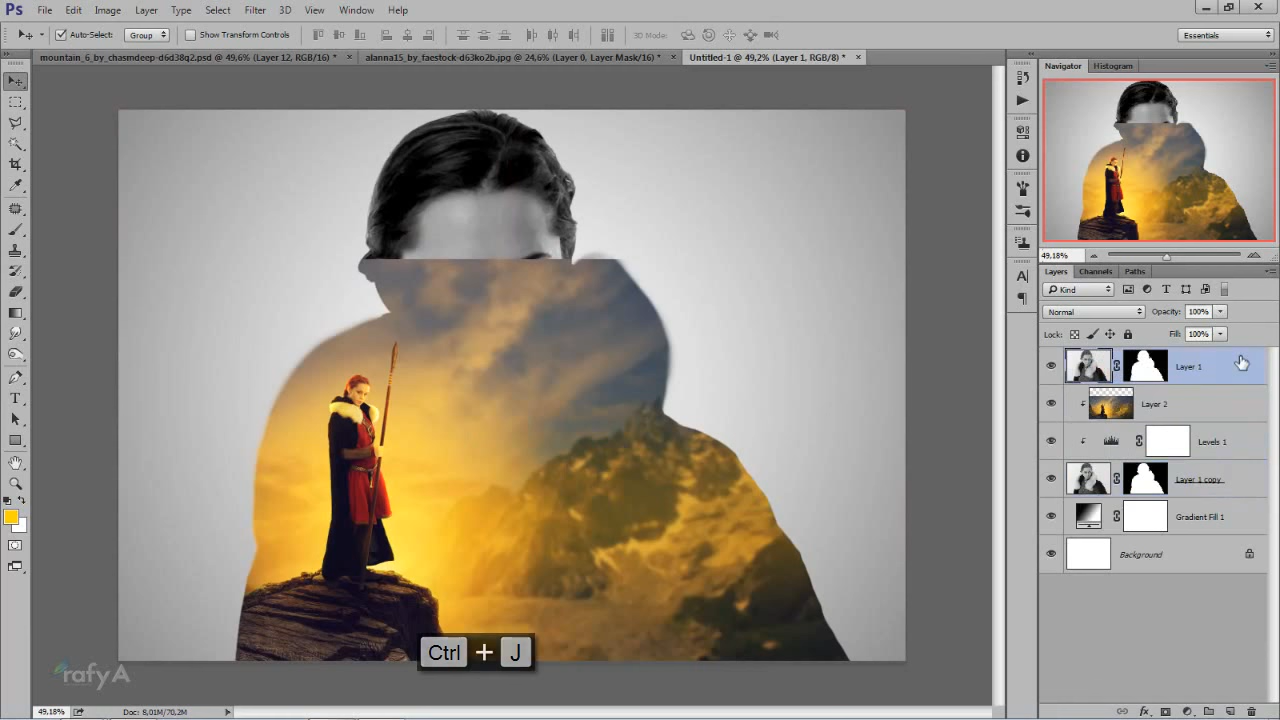 Ps File Edit Image Layer Type Select Filter 3D View Window Help
Auto-Select: Group Show Transform Controls 3D Mode: Essentials
mountain_6_by_chasmdeep-d6d38q2.psd @ 49,6% (Layer 12, RGB/16) * × alanna15_by_faestock-d63ko2b.jpg @ 24,6% (Layer 0, Layer Mask/16) * × Untitled-1 @ 49,2% (Layer 1, RGB/8) * ×
Navigator Histogram
49,18%
Layers Channels Paths
Kind
Normal Opacity: 100%
Lock: Fill: 100%
Layer 1
Layer 2
Levels 1
Layer 1 copy
Gradient Fill 1
Background
Ctrl + J
rafy A
49,18% Doc: 8,01M/70,2M